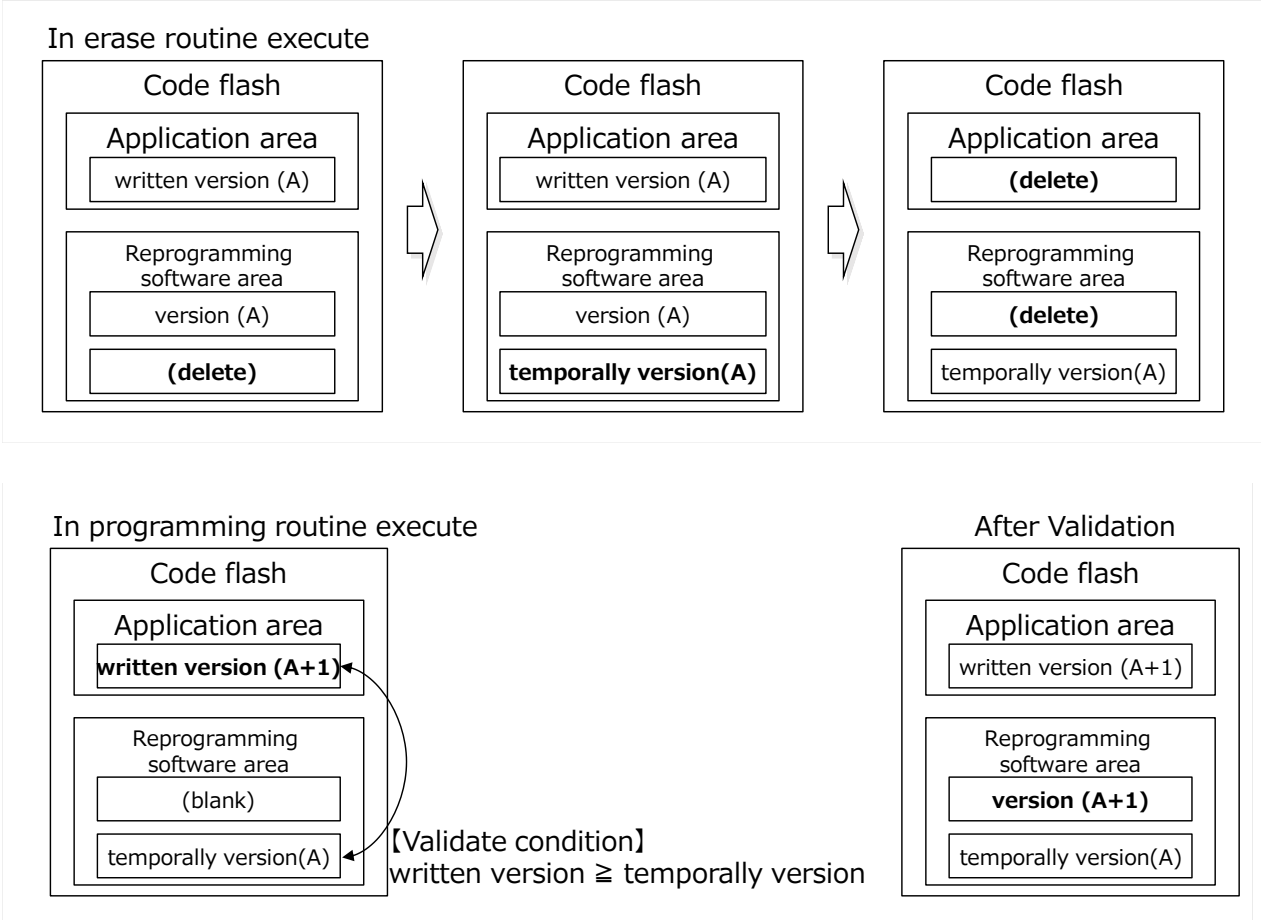 In erase routine execute
Code flash
Application area
written version (A)
Reprogramming
software area
version (A)
(delete)
Code flash
Application area
written version (A)
Reprogramming
software area
version (A)
temporally version(A)
Code flash
Application area
(delete)
Reprogramming
software area
(delete)
temporally version(A)
In programming routine execute
Code flash
Application area
written version (A+1)
Reprogramming
software area
(blank)
temporally version(A)
【Validate condition】
written version ≧ temporally version
After Validation
Code flash
Application area
written version (A+1)
Reprogramming
software area
version (A+1)
temporally version(A)